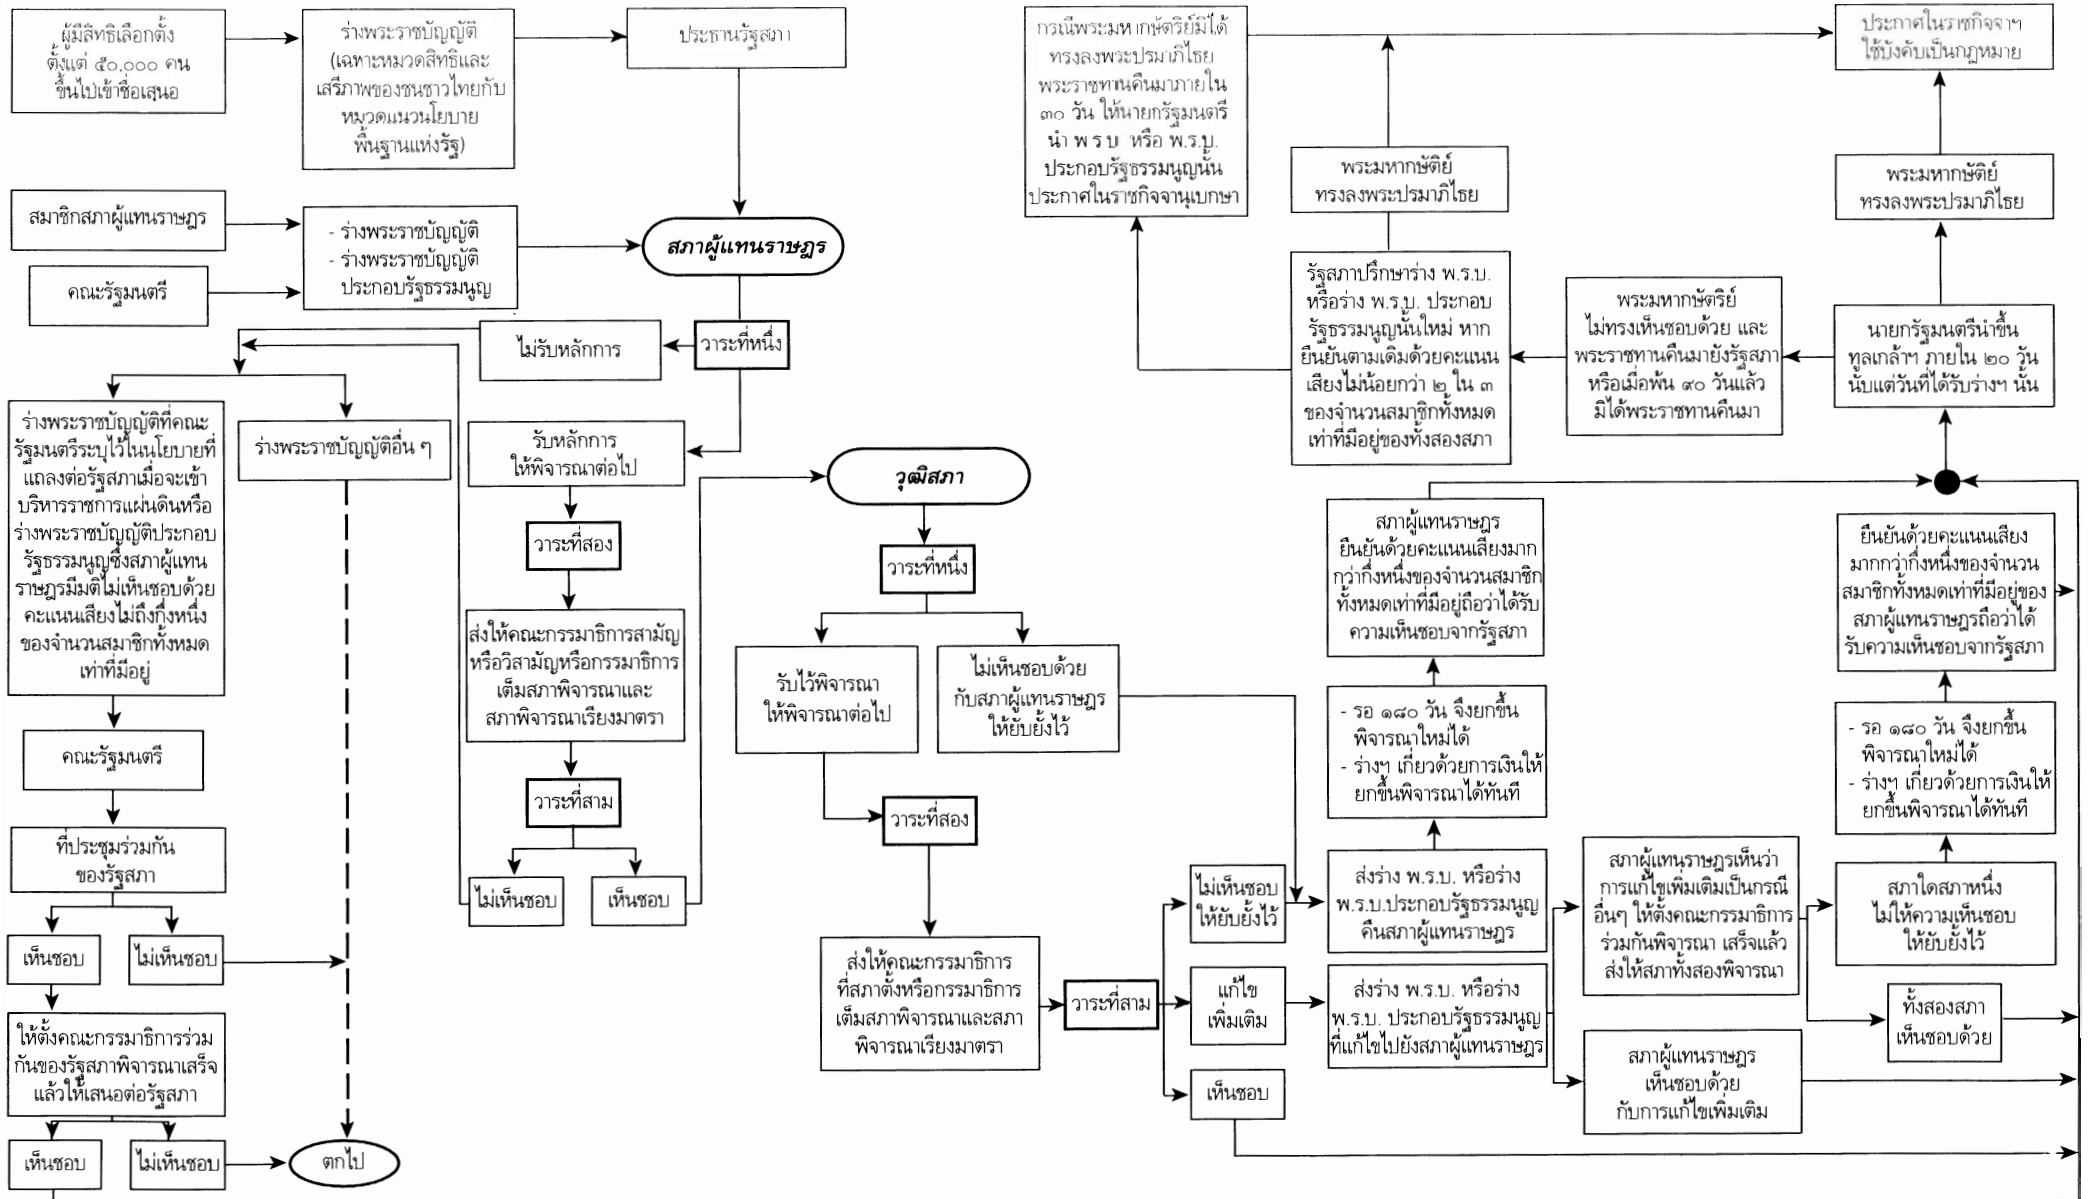 ผู้มีสิทธิเลือกตั้ง
ตั้งแต่ ๕๐,๐๐๐ คน
ขึ้นไปเข้าชื่อเสนอ
ร่างพระราชบัญญัติ
(เฉพาะหมวดสิทธิและ
เสรีภาพของชนชาวไทยกับ
หมวดแนวนโยบาย
พื้นฐานแห่งรัฐ)
ประธานรัฐสภา
สมาชิกสภาผู้แทนราษฎร
คณะรัฐมนตรี
- ร่างพระราชบัญญัติ
- ร่างพระราชบัญญัติ
ประกอบรัฐธรรมนูญ
สภาผู้แทนราษฎร
วาระที่หนึ่ง
ไม่รับหลักการ
ร่างพระราชบัญญัติที่คณะ
รัฐมนตรีระบุไว้ในนโยบายที่
แถลงต่อรัฐสภาเมื่อจะเข้า
บริหารราชการแผ่นดินหรือ
ร่างพระราชบัญญัติประกอบ
รัฐธรรมนูญซึ่งสภาผู้แทน
ราษฎรมีมติไม่เห็นชอบด้วย
คะแนนเสียงไม่ถึงกึ่งหนึ่ง
ของจำนวนสมาชิกทั้งหมด
เท่าที่มีอยู่
ร่างพระราชบัญญัติอื่น ๆ
คณะรัฐมนตรี
ที่ประชุมร่วมกัน
ของรัฐสภา
เห็นชอบ
ไม่เห็นชอบ
ให้ตั้งคณะกรรมาธิการร่วม
กันของรัฐสภาพิจารณาเสร็จ
แล้วให้เสนอต่อรัฐสภา
เห็นชอบ
ไม่เห็นชอบ
ตกไป
รับหลักการ
ให้พิจารณาต่อไป
วาระที่สอง
ส่งให้คณะกรรมาธิการสามัญ
หรือวิสามัญหรือกรรมาธิการ
เต็มสภาพิจารณาและ
สภาพิจารณาเรียงมาตรา
วาระที่สาม
ไม่เห็นชอบ
เห็นชอบ
วุฒิสภา
วาระที่หนึ่ง
รับไว้พิจารณา
ให้พิจารณาต่อไป
ไม่เห็นชอบด้วย
กับสภาผู้แทนราษฎร
ให้ยับยั้งไว้
วาระที่สอง
ส่งให้คณะกรรมาธิการ
ที่สภาตั้งหรือกรรมาธิการ
เต็มสภาพิจารณาและสภา
พิจารณาเรียงมาตรา
วาระที่สาม
ไม่เห็นชอบ
ให้ยับยั้งไว้
แก้ไข
เพิ่มเติม
เห็นชอบ
ส่งร่าง พ.ร.บ. หรือร่าง
พ.ร.บ.ประกอบรัฐธรรมนูญ
คืนสภาผู้แทนราษฎร
ส่งร่าง พ.ร.บ. หรือร่าง
พ.ร.บ. ประกอบรัฐธรรมนูญ
ที่แก้ไขไปยังสภาผู้แทนราษฎร
- รอ ๑๘๐ วัน จึงยกขึ้น
พิจารณาใหม่ได้
- ร่างฯ เกี่ยวด้วยการเงินให้
ยกขึ้นพิจารณาได้ทันที
สภาผู้แทนราษฎร
ยืนยันด้วยคะแนนเสียงมาก
กว่ากึ่งหนึ่งของจำนวนสมาชิก
ทั้งหมดเท่าที่มีอยู่ถือว่าได้รับ
ความเห็นชอบจากรัฐสภา
สภาผู้แทนราษฎรเห็นว่า
การแก้ไขเพิ่มเติมเป็นกรณี
อื่นๆ ให้ตั้งคณะกรรมาธิการ
ร่วมกันพิจารณา เสร็จแล้ว
ส่งให้สภาทั้งสองพิจารณา
สภาผู้แทนราษฎร
เห็นชอบด้วย
กับการแก้ไขเพิ่มเติม
สภาใดสภาหนึ่ง
ไม่ให้ความเห็นชอบ
ให้ยับยั้งไว้
ทั้งสองสภา
เห็นชอบด้วย
- รอ ๑๘๐ วัน จึงยกขึ้น
พิจารณาใหม่ได้
- ร่างฯ เกี่ยวด้วยการเงินให้
ยกขึ้นพิจารณาได้ทันที
ยืนยันด้วยคะแนนเสียง
มากกว่ากึ่งหนึ่งของจำนวน
สมาชิกทั้งหมดเท่าที่มีอยู่ของ
สภาผู้แทนราษฎรถือว่าได้
รับความเห็นชอบจากรัฐสภา
นายกรัฐมนตรีนำขึ้น
ทูลเกล้าฯ ภายใน ๒๐ วัน
นับแต่วันที่ได้รับร่างฯ นั้น
พระมหากษัตริย์
ไม่ทรงเห็นชอบด้วย และ
พระราชทานคืนมายังรัฐสภา
หรือเมื่อพ้น ๙๐ วันแล้ว
มิได้พระราชทานคืนมา
รัฐสภาปรึกษาร่าง พ.ร.บ.
หรือร่าง พ.ร.บ. ประกอบ
รัฐธรรมนูญนั้นใหม่ หาก
ยืนยันตามเดิมด้วยคะแนน
เสียงไม่น้อยกว่า ๒ ใน ๓
ของจำนวนสมาชิกทั้งหมด
เท่าที่มีอยู่ของทั้งสองสภา
พระมหากษัติย์
ทรงลงพระปรมาภิไธย
กรณีพระมหากษัตริย์มิได้
ทรงลงพระปรมาภิไธย
พระราชทานคืนมาภายใน
๓๐ วัน ให้นายกรัฐมนตรี
นำ พ ร บ หรือ พ.ร.บ.
ประกอบรัฐธรรมนูญนั้น
ประกาศในราชกิจจานุเบกษา
พระมหากษัติย์
ทรงลงพระปรมาภิไธย
ประกาศในราชกิจจาฯ
ใช้บังคับเป็นกฎหมาย